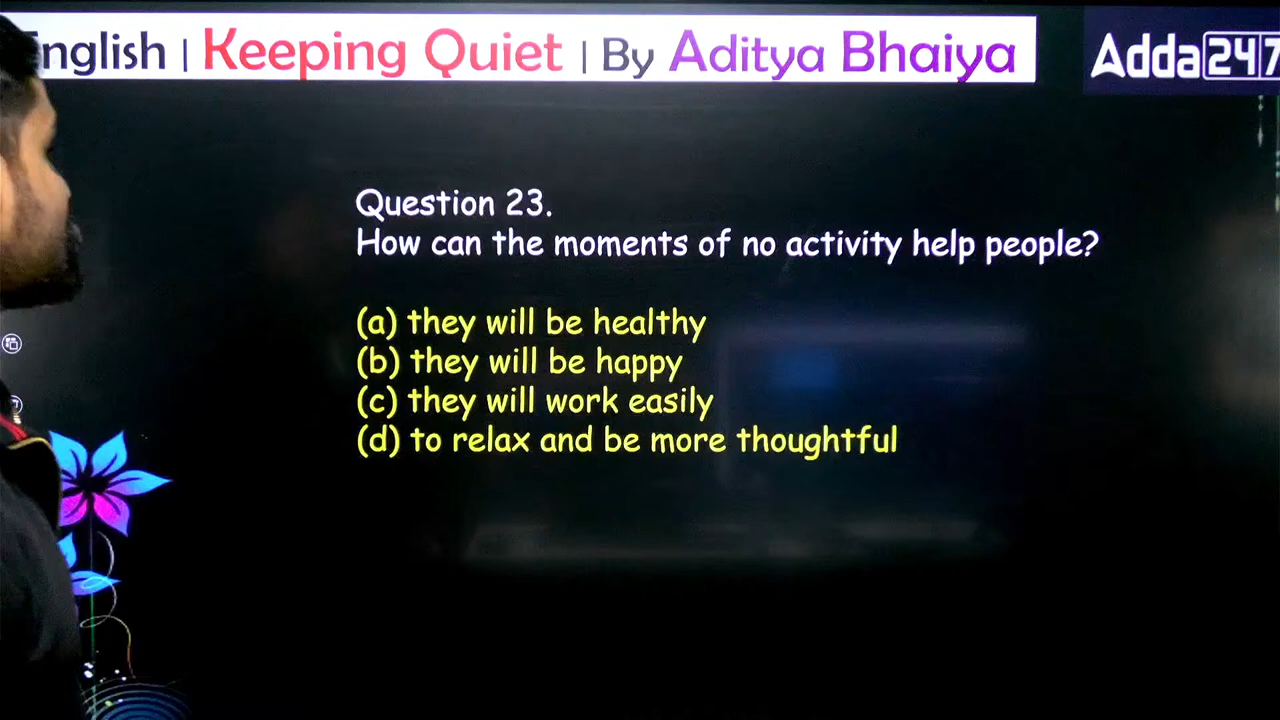 English | Keeping Quiet | By Aditya Bhaiya
Adda247
Question 23.
How can the moments of no activity help people?
(a) they will be healthy
(b) they will be happy
(c) they will work easily
(d) to relax and be more thoughtful